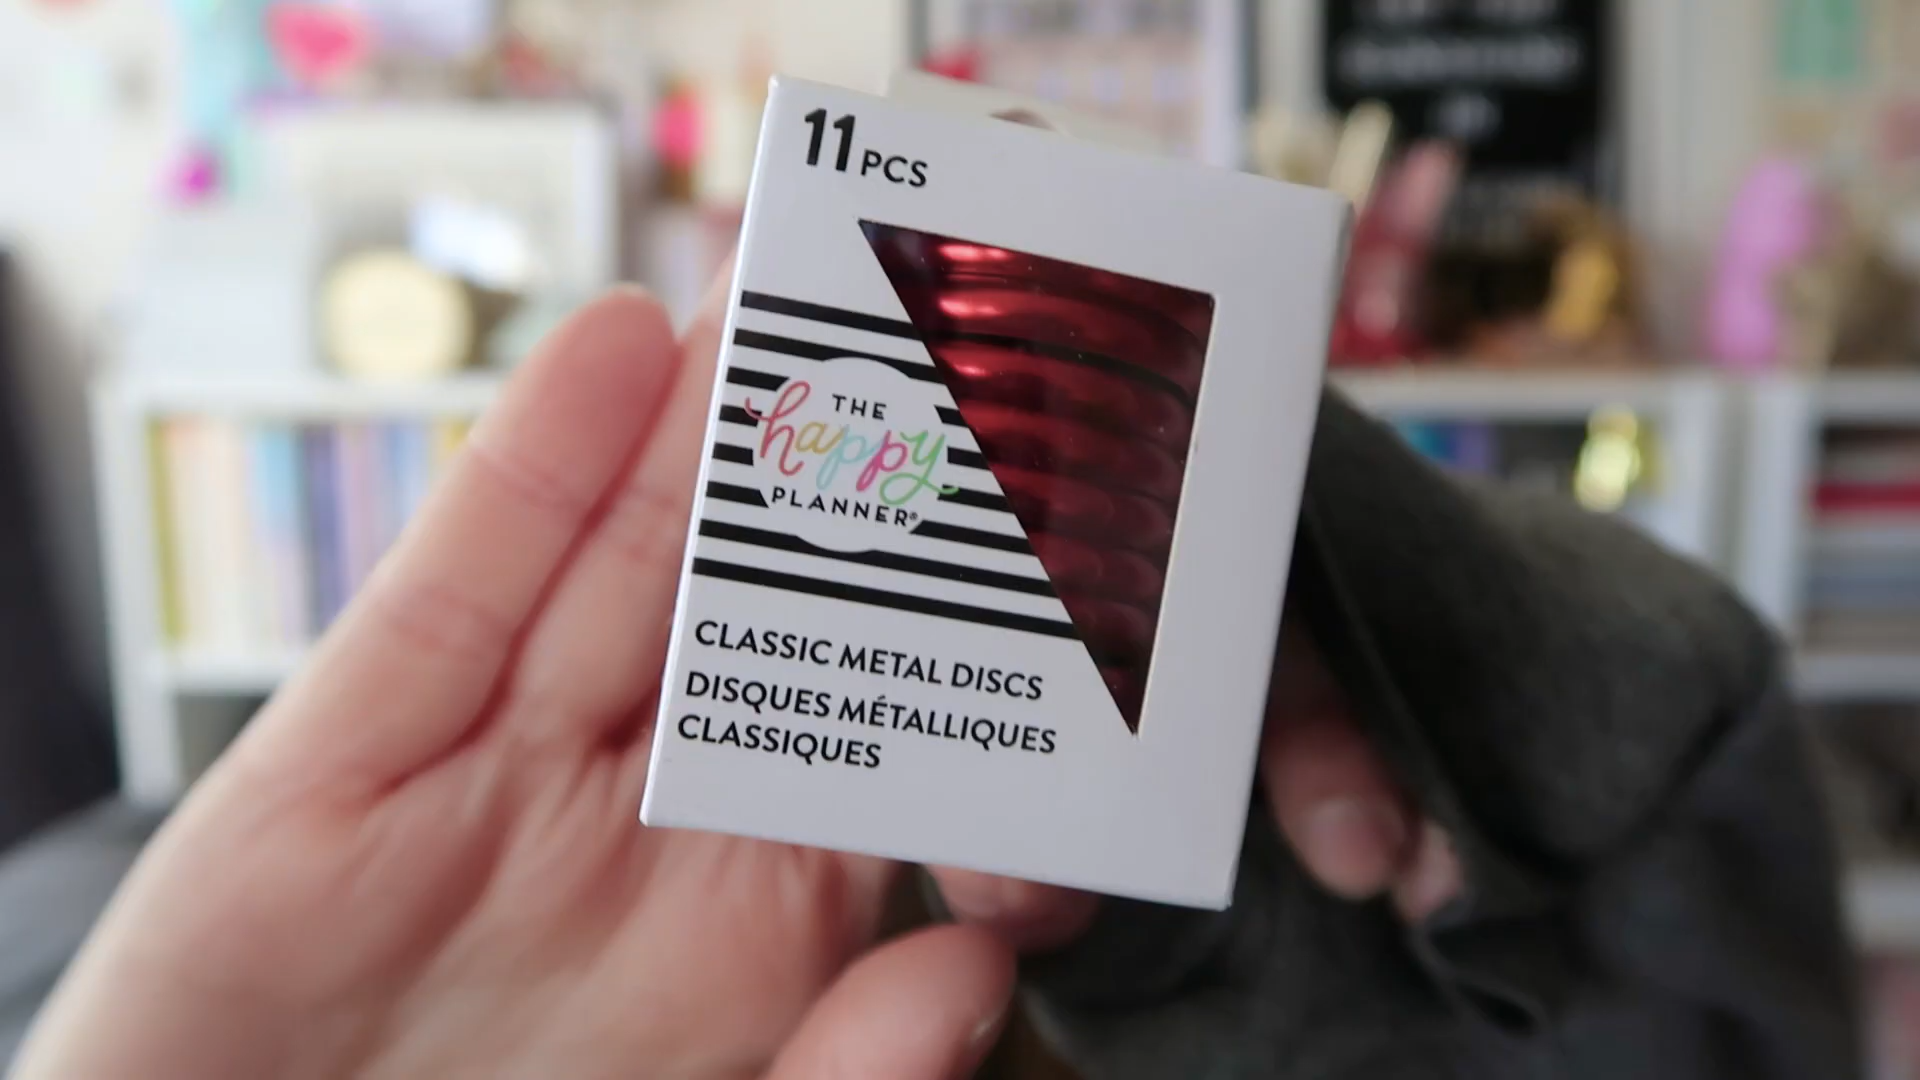 11 PCS
THE
happy
PLANNER®
CLASSIC METAL DISCS
DISQUES MÉTALLIQUES
CLASSIQUES